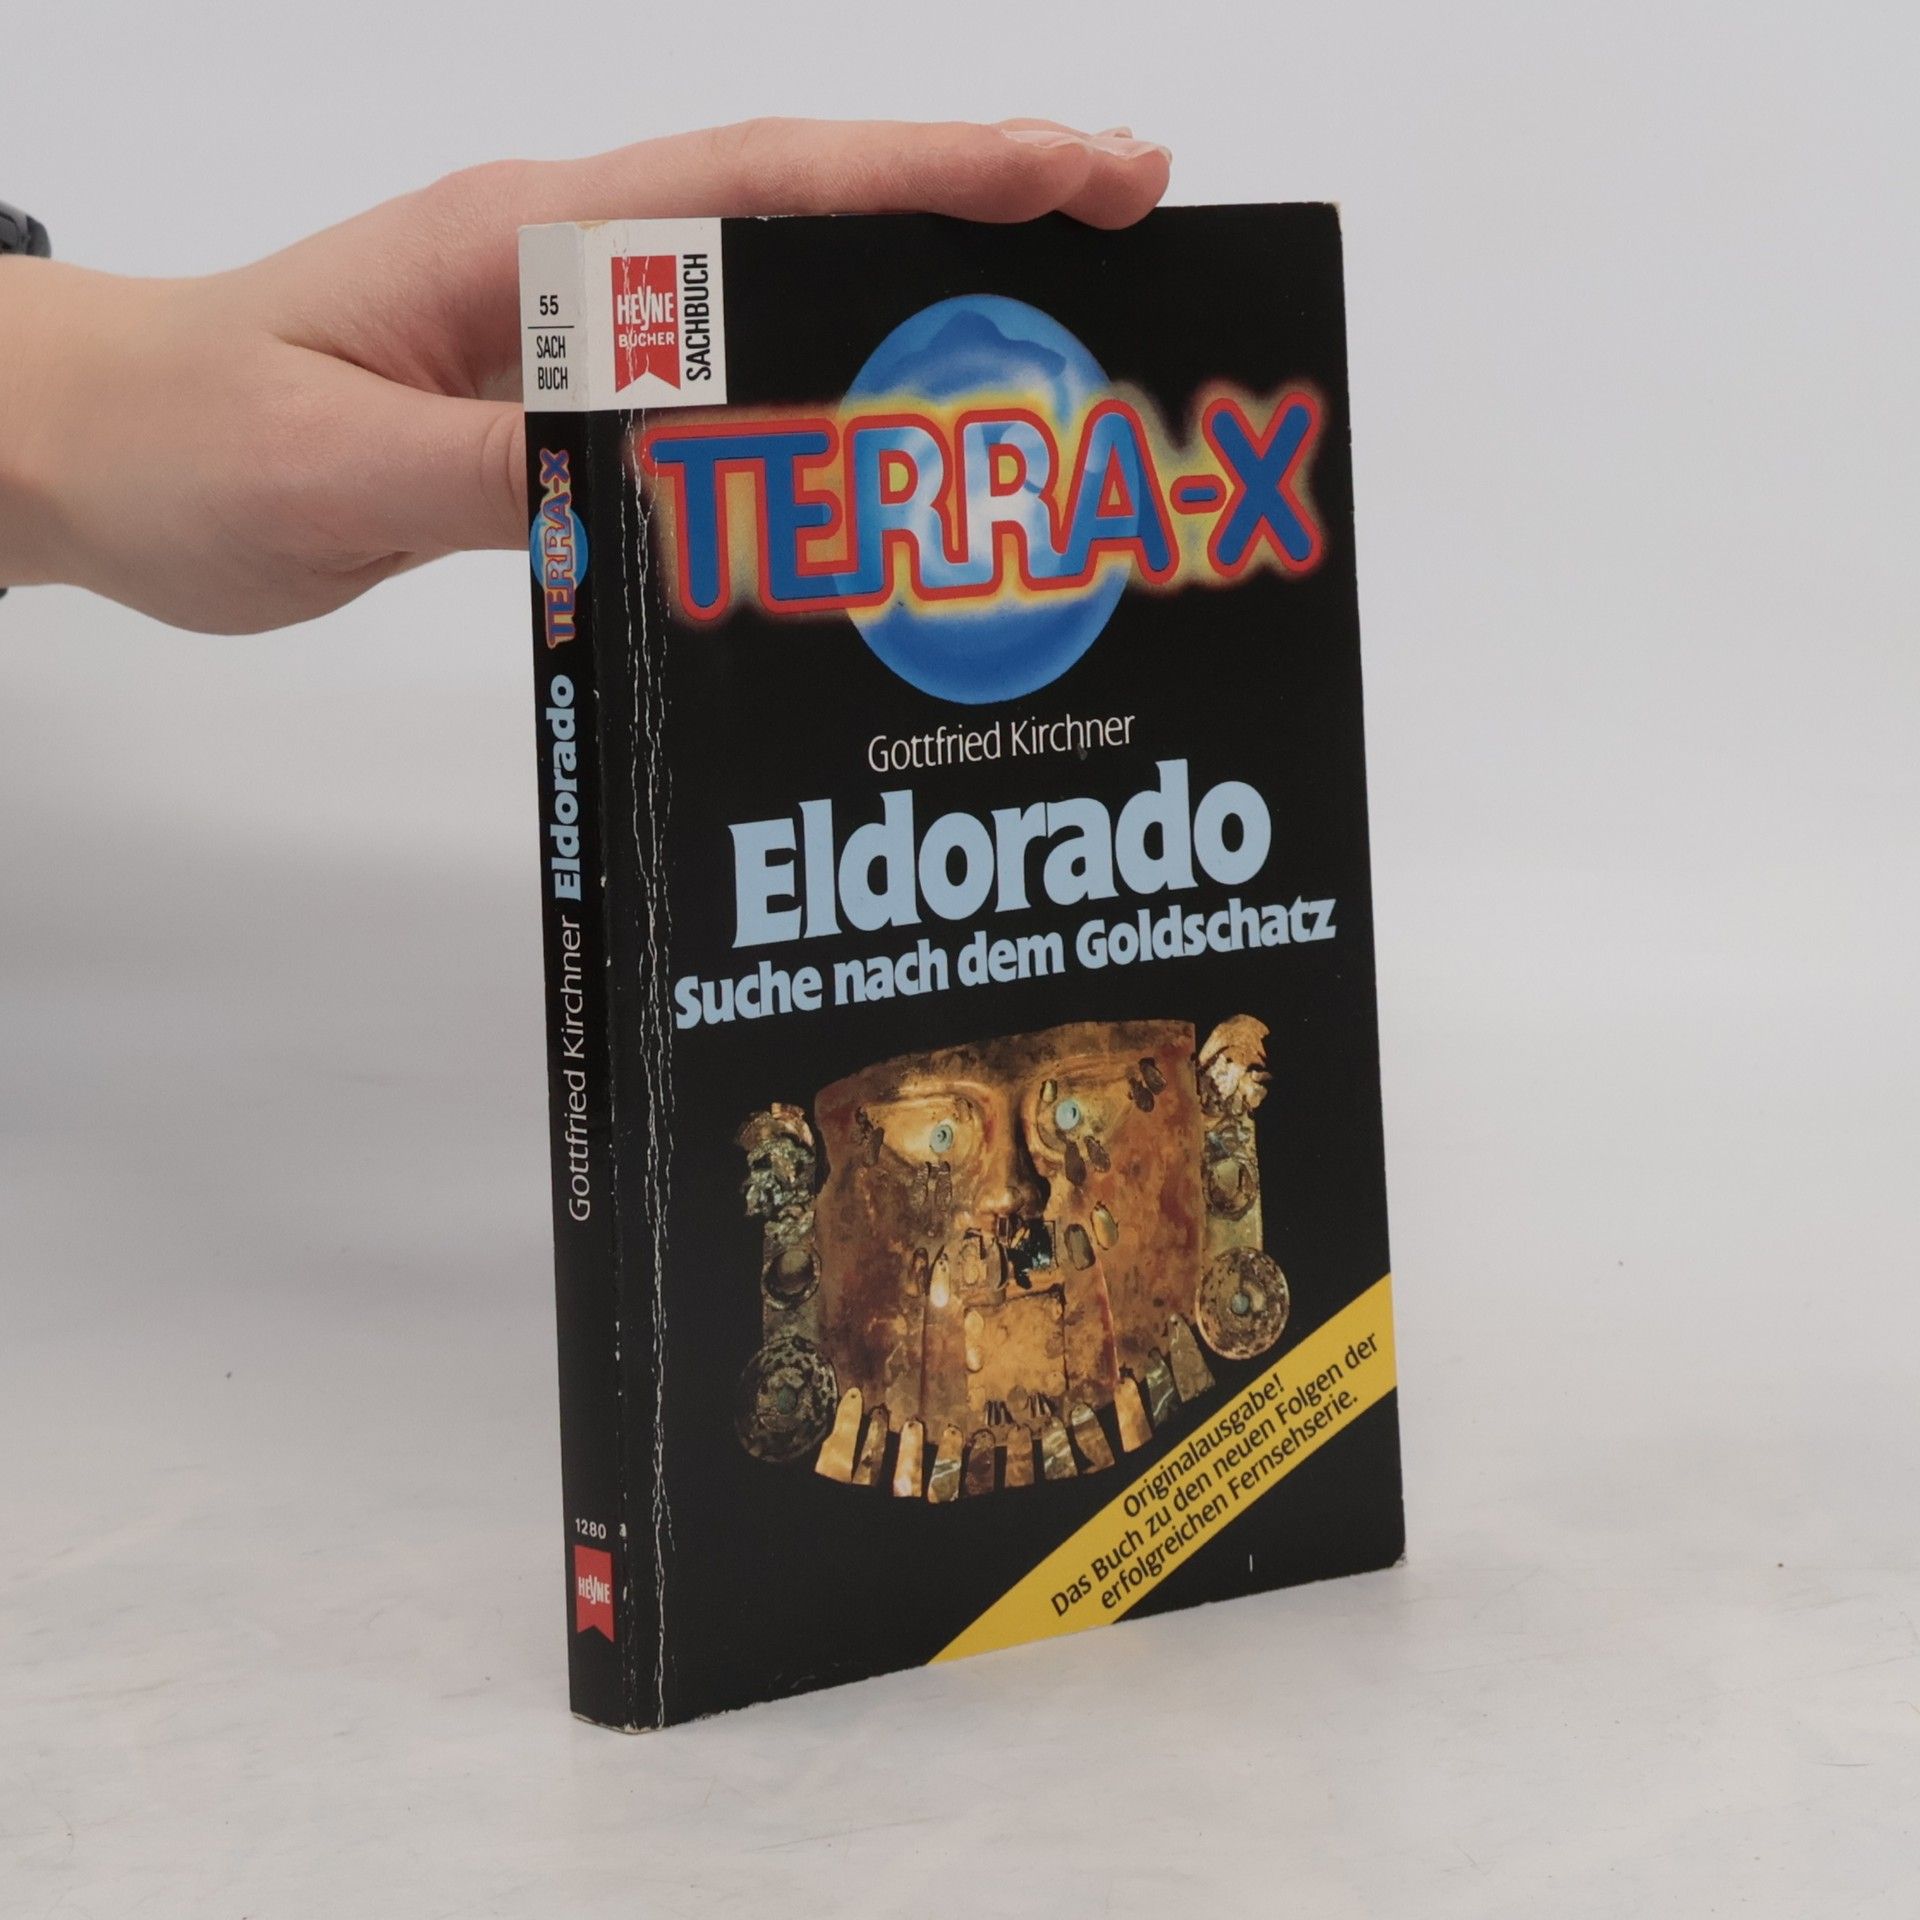 55
SACH
BUCH
TERRA-X
Gottfried Kirchner Eldorado
1280
HEYNE
HEYNE
BÜCHER
SACHBUCH
TERRA-X
Gottfried Kirchner
Eldorado
Suche nach dem Goldschatz
Originalausgabe!
Das Buch zu den neuen Folgen der
erfolgreichen Fernsehserie.